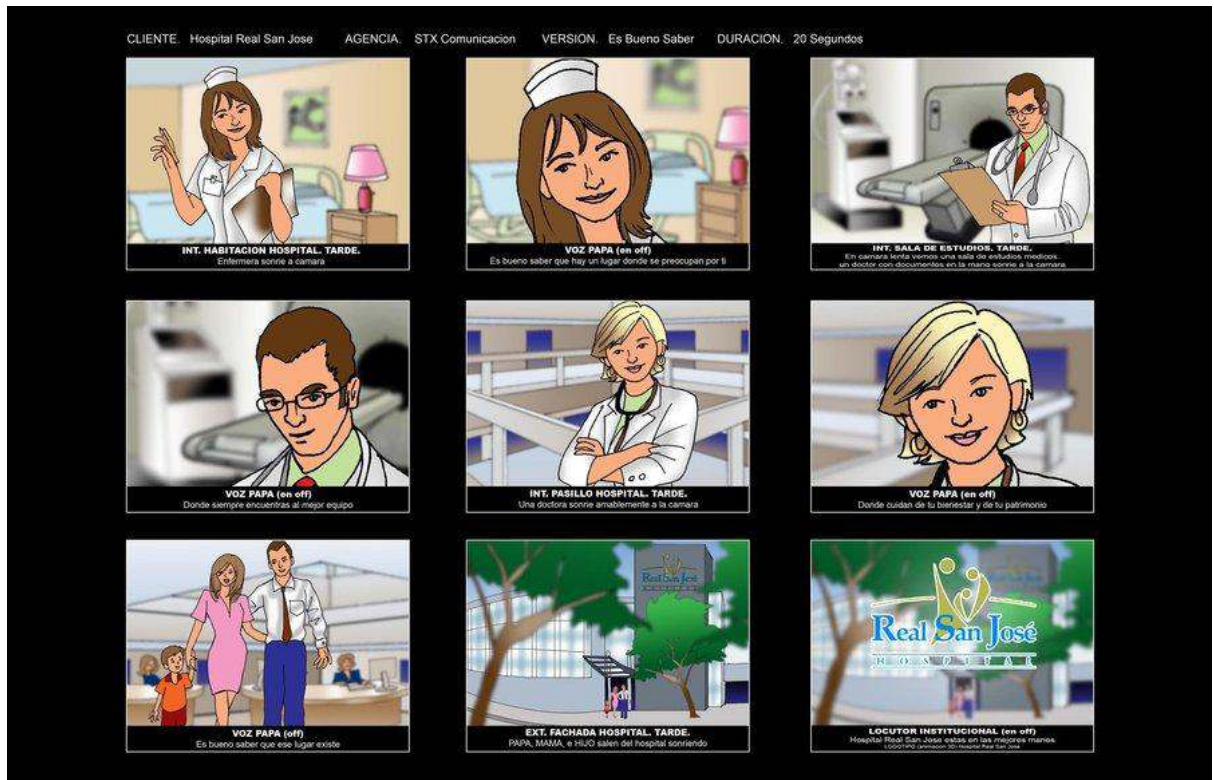 CLIENTE. Hospital Real San Jose AGENCIA. STX Comunicacion VERSION. Es Bueno Saber DURACION. 20 Segundos
INT. HABITACION HOSPITAL. TARDE.
Enfermera sonrie a camara
VOZ PAPA (en off)
Es bueno saber que hay un lugar donde se preocupan por ti
INT. SALA DE ESTUDIOS. TARDE.
En camara lenta vemos una sala de estudios medicos.
un doctor con documentos en la mano sonrie a la camara
VOZ PAPA (en off)
Donde siempre encuentras al mejor equipo
INT. PASILLO HOSPITAL. TARDE.
Una doctora sonrie amablemente a la camara
VOZ PAPA (en off)
Donde cuidan de tu bienestar y de tu patrimonio
VOZ PAPA (off)
Es bueno saber que ese lugar existe
Real San José
EXT. FACHADA HOSPITAL. TARDE.
PAPA, MAMA, e HIJO salen del hospital sonriendo
Real San José
HOSPITAL
LOCUTOR INSTITUCIONAL (en off)
Hospital Real San Jose estas en las mejores manos
LOGOTIPO (animacion 3D) Hospital Real San Jose